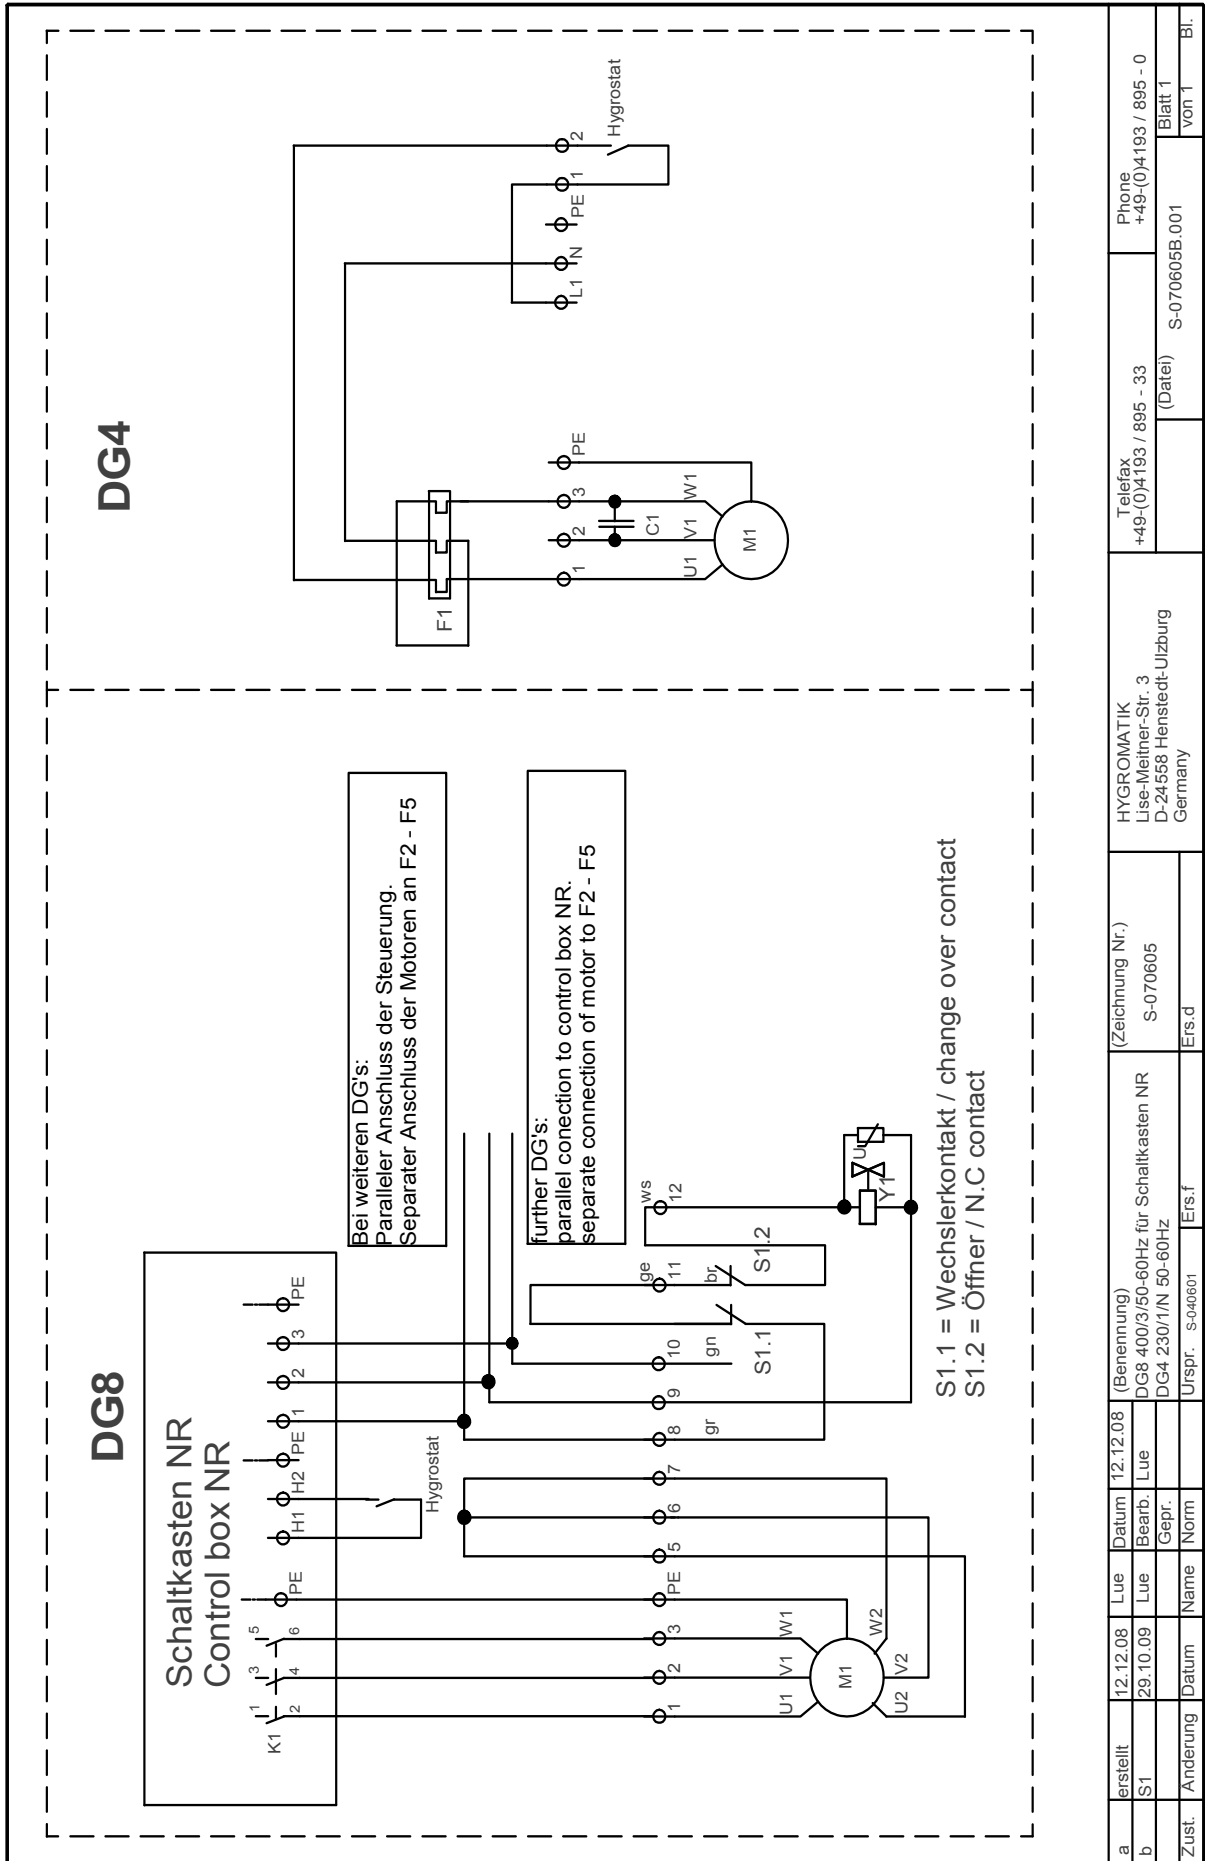 DG8
Schaltkasten NR
Control box NR
K1
1
2
3
4
5
6
PE
H1
H2
PE
1
2
3
PE
Hygrostat
Bei weiteren DG's:
Paralleler Anschluss der Steuerung.
Separater Anschluss der Motoren an F2 - F5
further DG's:
parallel conection to control box NR.
separate connection of motor to F2 - F5
1
2
3
PE
5
6
7
8
9
10
11
12
gr
gn
ge
br
ws
S1.1
S1.2
U1
V1
W1
M1
U2
V2
W2
Y1
U
S1.1 = Wechslerkontakt / change over contact
S1.2 = Öffner / N.C contact
DG4
F1
1
2
3
PE
C1
U1
V1
W1
M1
L1
N
PE
1
2
Hygrostat
a
erstellt
12.12.08
Lue
Datum
12.12.08
b
S1
29.10.09
Lue
Bearb.
Lue
Gepr.
Zust.
Anderung
Datum
Name
Norm
(Benennung)
DG8 400/3/50-60Hz für Schaltkasten NR
DG4 230/1/N 50-60Hz
Urspr.
S-040601
Ers.f
(Zeichnung Nr.)
S-070605
Ers.d
HYGROMATIK
Lise-Meitner-Str. 3
D-24558 Henstedt-Ulzburg
Germany
Telefax
+49-(0)4193 / 895 - 33
Phone
+49-(0)4193 / 895 - 0
(Datei)
S-070605B.001
Blatt 1
von 1
Bl.